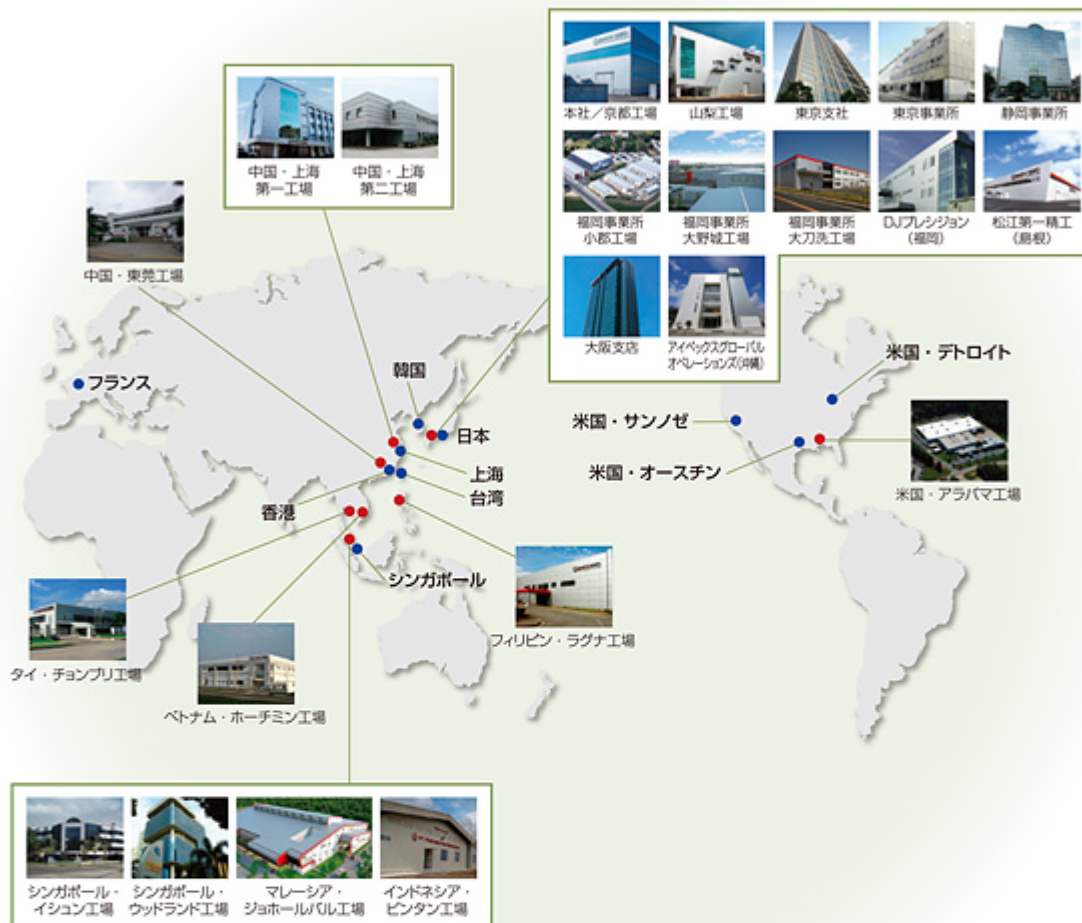 本社／京都工場
山梨工場
東京支社
東京事業所
静岡事業所
福岡事業所
小郡工場
福岡事業所
大野城工場
福岡事業所
大刀洗工場
DJプレシジョン
(福岡)
松江第一精工
(島根)
大阪支店
アイペックスグローバル
オペレーションズ(沖縄)
中国・上海
第一工場
中国・上海
第二工場
中国・東莞工場
フランス
韓国
日本
上海
台湾
香港
シンガポール
米国・デトロイト
米国・サンノゼ
米国・オースチン
米国・アラバマ工場
フィリピン・ラグナ工場
タイ・チョンブリ工場
ベトナム・ホーチミン工場
シンガポール・
イシュン工場
シンガポール・
ウッドランド工場
マレーシア・
ジョホールバル工場
インドネシア・
ビンタン工場